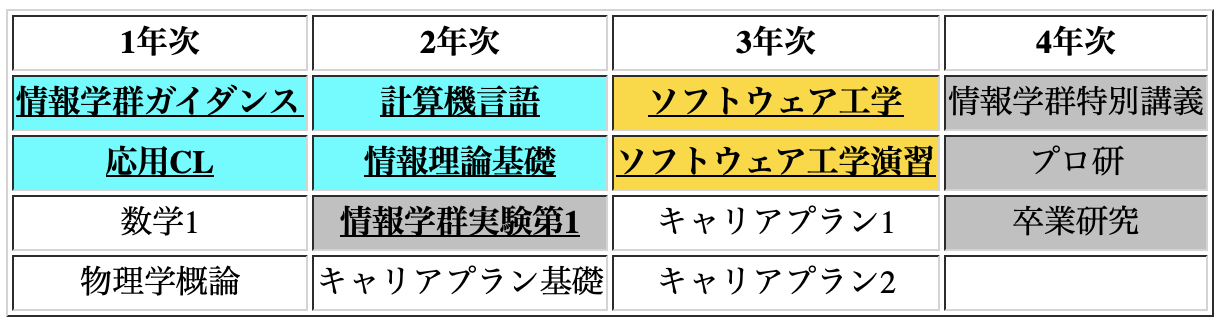 1年次 2年次 3年次 4年次
情報学群ガイダンス 計算機言語 ソフトウェア工学 情報学群特別講義
応用CL 情報理論基礎 ソフトウェア工学演習 プロ研
数学1 情報学群実験第1 キャリアプラン1 卒業研究
物理学概論 キャリアプラン基礎 キャリアプラン2